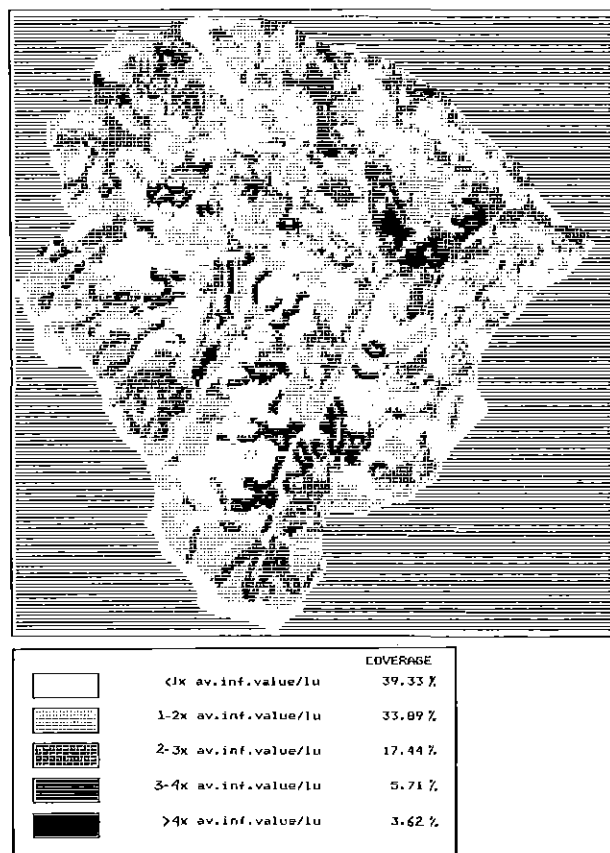 COVERAGE
<1x av.inf.value/lu 39.33 %
1-2x av.inf.value/lu 33.89 %
2-3x av.inf.value/lu 17.44 %
3-4x av.inf.value/lu 5.71 %
>4x av.inf.value/lu 3.62 %